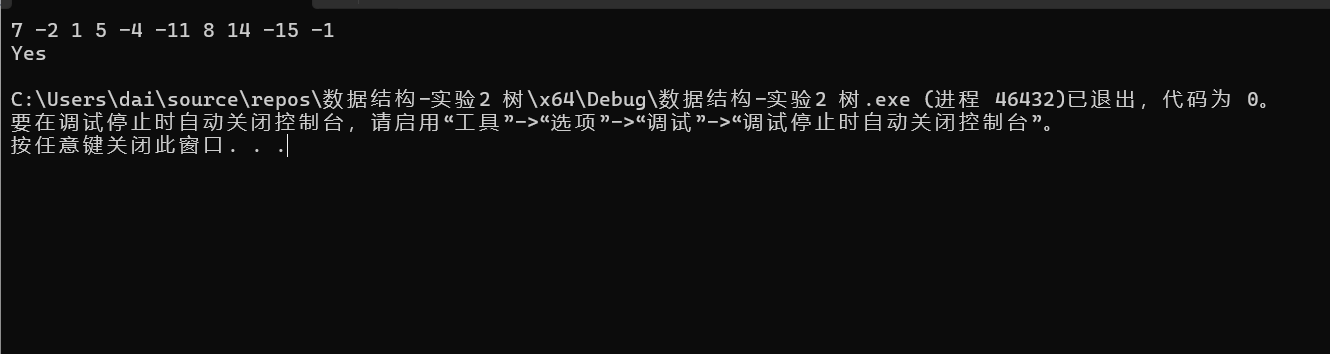 7 -2 1 5 -4 -11 8 14 -15 -1
Yes
C:\Users\dai\source\repos\数据结构-实验2 树\x64\Debug\数据结构-实验2 树.exe (进程 46432)已退出，代码为 0。
要在调试停止时自动关闭控制台，请启用“工具”->“选项”->“调试”->“调试停止时自动关闭控制台”。
按任意键关闭此窗口. . .